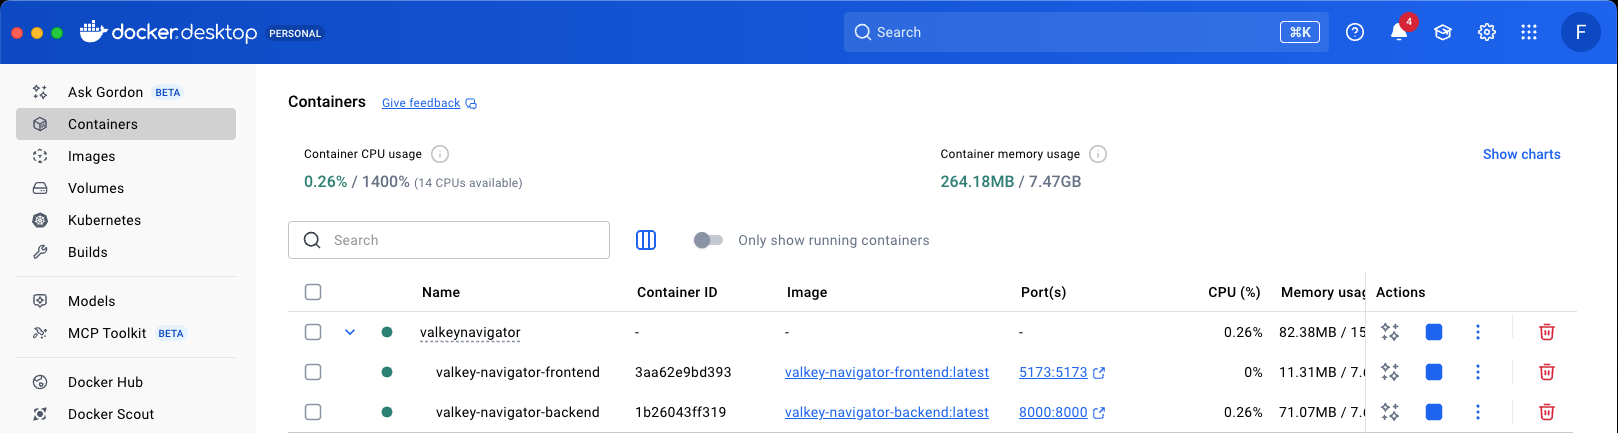 docker.desktop PERSONAL Search ⌘K 4 F
Ask Gordon BETA
Containers
Images
Volumes
Kubernetes
Builds
Models
MCP Toolkit BETA
Docker Hub
Docker Scout
Containers Give feedback
Container CPU usage
0.26% / 1400% (14 CPUs available)
Container memory usage
264.18MB / 7.47GB
Show charts
Search
Only show running containers
Name Container ID Image Port(s) CPU (%) Memory usag Actions
valkeynavigator - - - 0.26% 82.38MB / 15
valkey-navigator-frontend 3aa62e9bd393 valkey-navigator-frontend:latest 5173:5173 0% 11.31MB / 7.6
valkey-navigator-backend 1b26043ff319 valkey-navigator-backend:latest 8000:8000 0.26% 71.07MB / 7.6